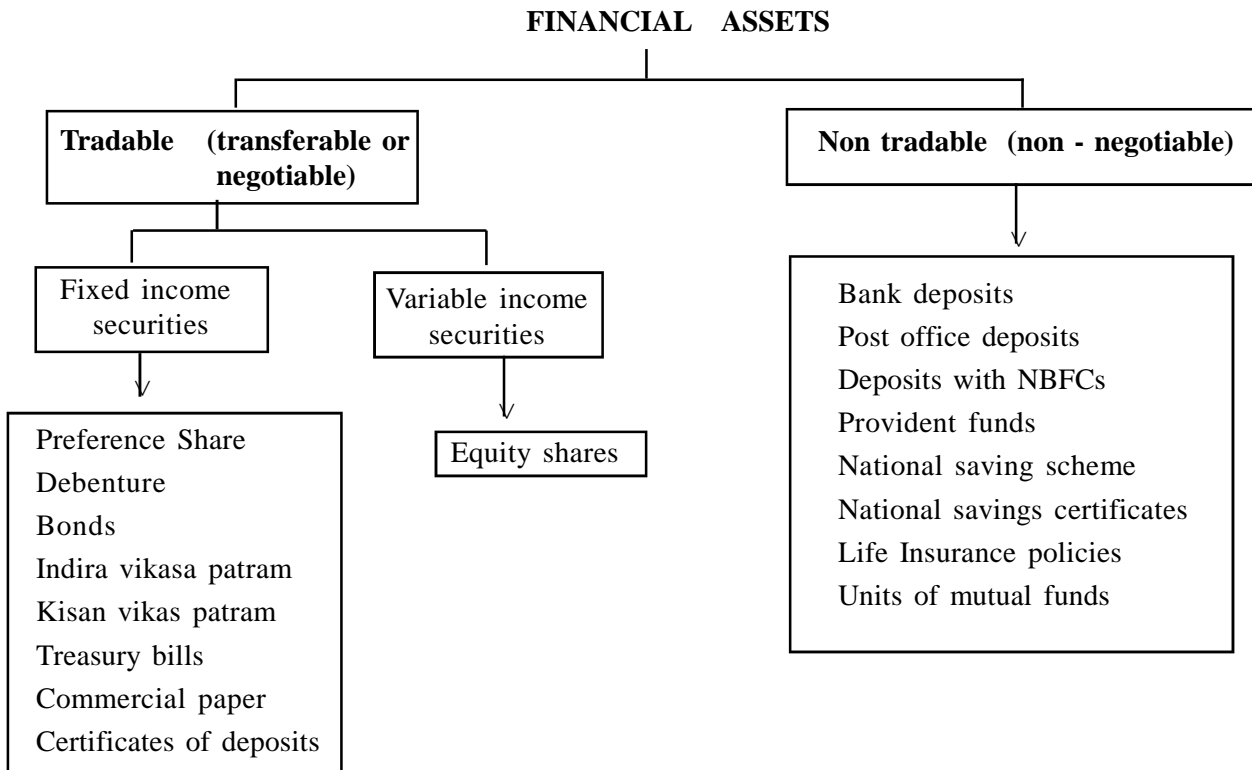 FINANCIAL ASSETS
Tradable (transferable or
negotiable)
Non tradable (non - negotiable)
Fixed income
securities
Variable income
securities
Preference Share
Debenture
Bonds
Indira vikasa patram
Kisan vikas patram
Treasury bills
Commercial paper
Certificates of deposits
Equity shares
Bank deposits
Post office deposits
Deposits with NBFCs
Provident funds
National saving scheme
National savings certificates
Life Insurance policies
Units of mutual funds